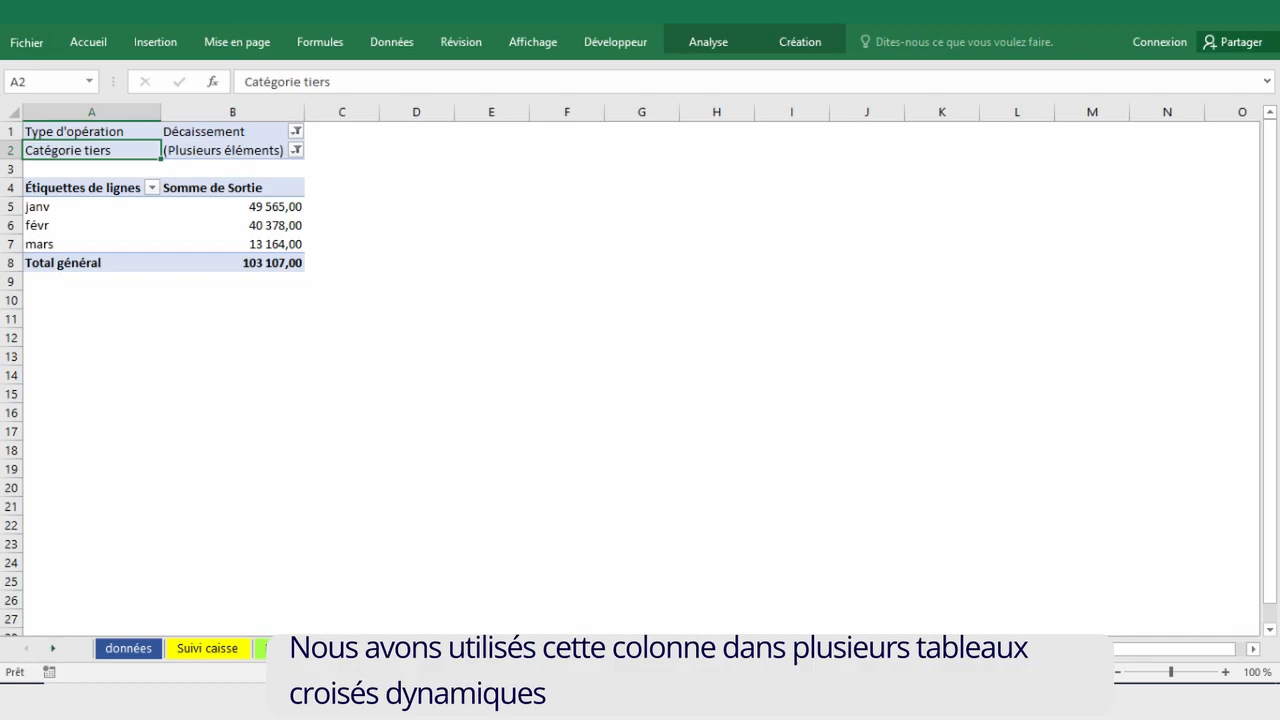 Fichier Accueil Insertion Mise en page Formules Données Révision Affichage Développeur Analyse Création Dites-nous ce que vous voulez faire. Connexion Partager
A2 fx Catégorie tiers
A B C D E F G H I J K L M N O
1 Type d'opération Décaissement
2 Catégorie tiers (Plusieurs éléments)
3
4 Étiquettes de lignes Somme de Sortie
5 janv 49 565,00
6 févr 40 378,00
7 mars 13 164,00
8 Total général 103 107,00
9
10
11
12
13
14
15
16
17
18
19
20
21
22
23
24
25
26
27
données Suivi caisse
Prêt 100 %
Nous avons utilisés cette colonne dans plusieurs tableaux
croisés dynamiques